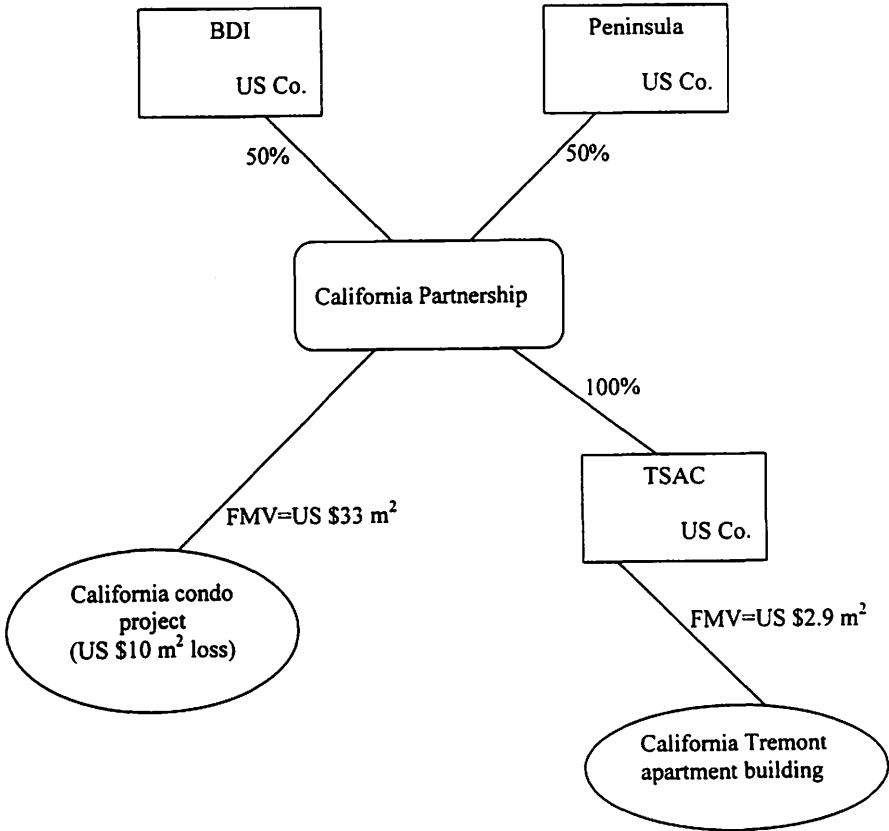 BDI
US Co.
Peninsula
US Co.
50%
50%
California Partnership
100%
TSAC
US Co.
FMV=US $33 m²
FMV=US $2.9 m²
California condo
project
(US $10 m² loss)
California Tremont
apartment building